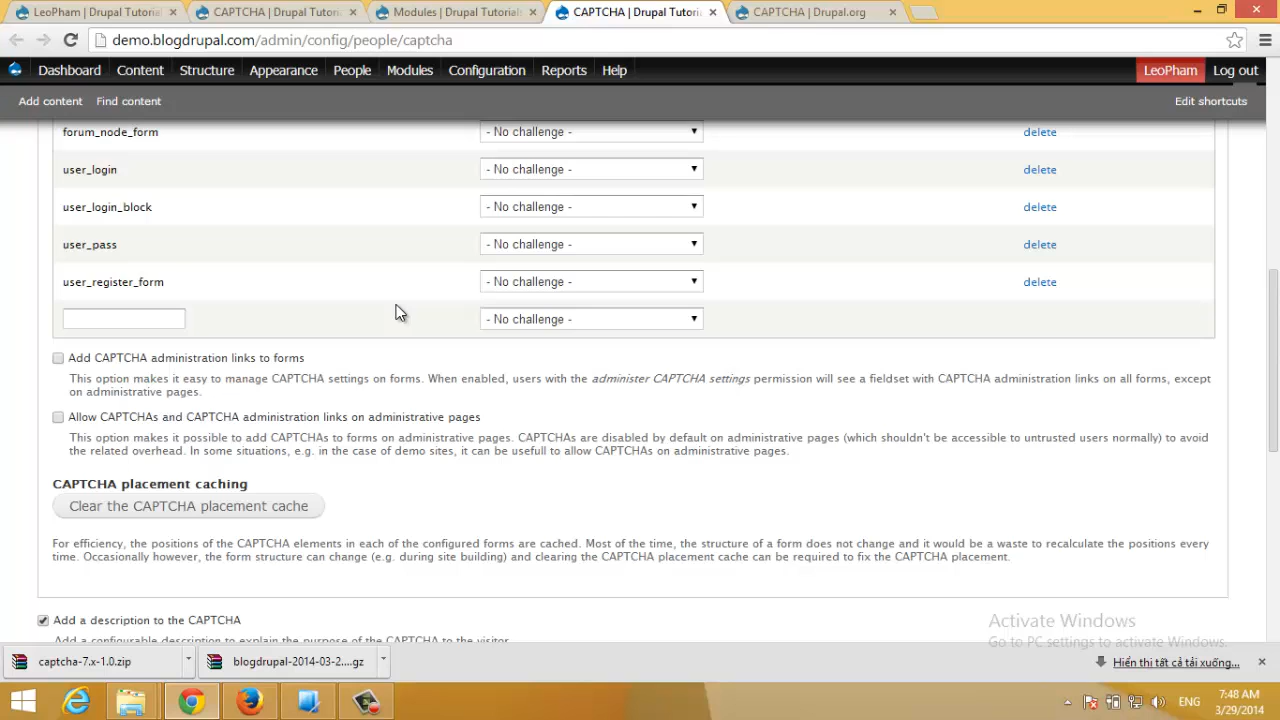 LeoPham | Drupal Tutorial
CAPTCHA | Drupal Tutori
Modules | Drupal Tutorials
CAPTCHA | Drupal Tutori
CAPTCHA | Drupal.org
demo.blogdrupal.com/admin/config/people/captcha
Dashboard Content Structure Appearance People Modules Configuration Reports Help LeoPham Log out
Add content Find content Edit shortcuts
forum_node_form - No challenge - delete
user_login - No challenge - delete
user_login_block - No challenge - delete
user_pass - No challenge - delete
user_register_form - No challenge - delete
- No challenge -
Add CAPTCHA administration links to forms
This option makes it easy to manage CAPTCHA settings on forms. When enabled, users with the administer CAPTCHA settings permission will see a fieldset with CAPTCHA administration links on all forms, except
on administrative pages.
Allow CAPTCHAs and CAPTCHA administration links on administrative pages
This option makes it possible to add CAPTCHAs to forms on administrative pages. CAPTCHAs are disabled by default on administrative pages (which shouldn't be accessible to untrusted users normally) to avoid
the related overhead. In some situations, e.g. in the case of demo sites, it can be usefull to allow CAPTCHAs on administrative pages.
CAPTCHA placement caching
Clear the CAPTCHA placement cache
For efficiency, the positions of the CAPTCHA elements in each of the configured forms are cached. Most of the time, the structure of a form does not change and it would be a waste to recalculate the positions every
time. Occasionally however, the form structure can change (e.g. during site building) and clearing the CAPTCHA placement cache can be required to fix the CAPTCHA placement.
Add a description to the CAPTCHA
Add a configurable description to explain the purpose of the CAPTCHA to the visitor.
Activate Windows
Go to PC settings to activate Windows.
captcha-7.x-1.0.zip
blogdrupal-2014-03-2....gz
Hiển thị tất cả tải xuống...
ENG
7:48 AM
3/29/2014